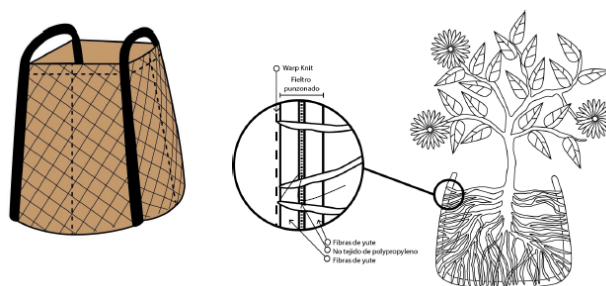 Warp Knit
Fieltro
punzonado
Fibras de yute
No tejido de polypropyleno
Fibras de yute